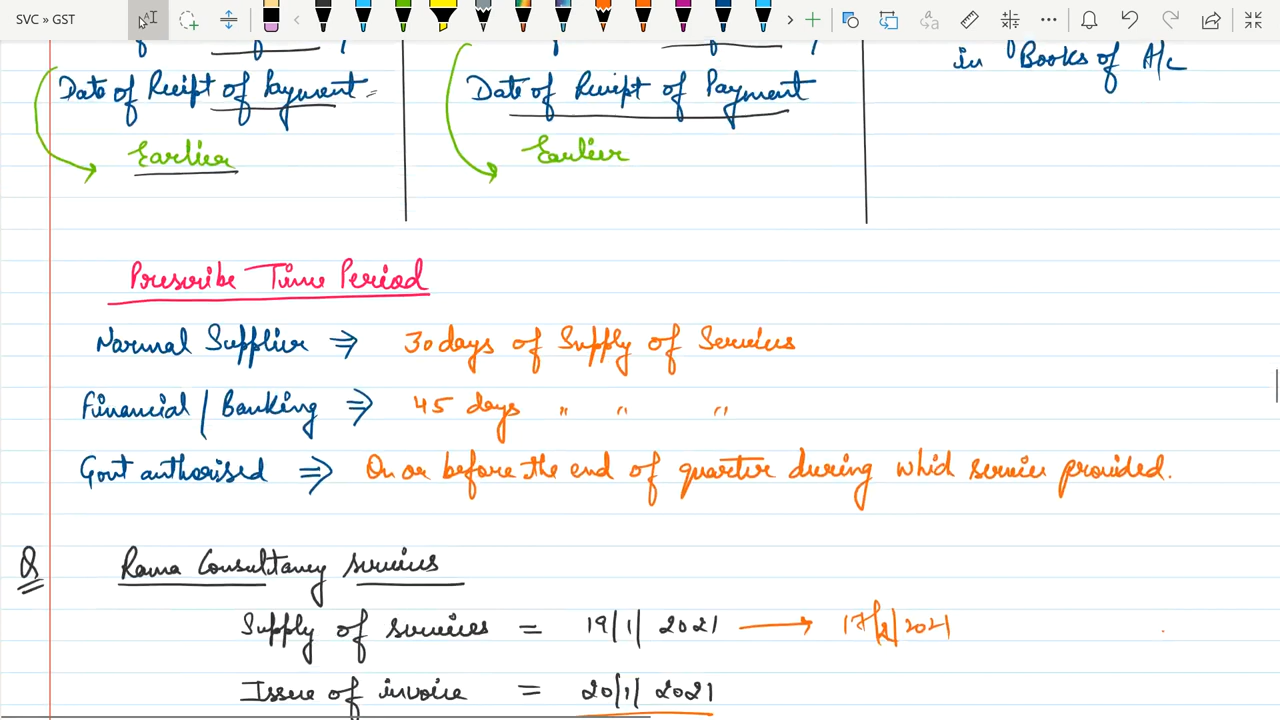 SVC » GST
in Books of A/c
Date of Receipt of Payment
Date of Receipt of Payment
Earlier
Earlier
Prescribe Time Period
Normal Supplier ⇒ 30 days of Supply of Services
Financial / Banking ⇒ 45 days " " "
Govt authorised ⇒ On or before the end of quarter during which service provided.
Q Rama Consultancy services
Supply of services = 19/1/2021 → 17/2/2021
Issue of invoice = 20/1/2021